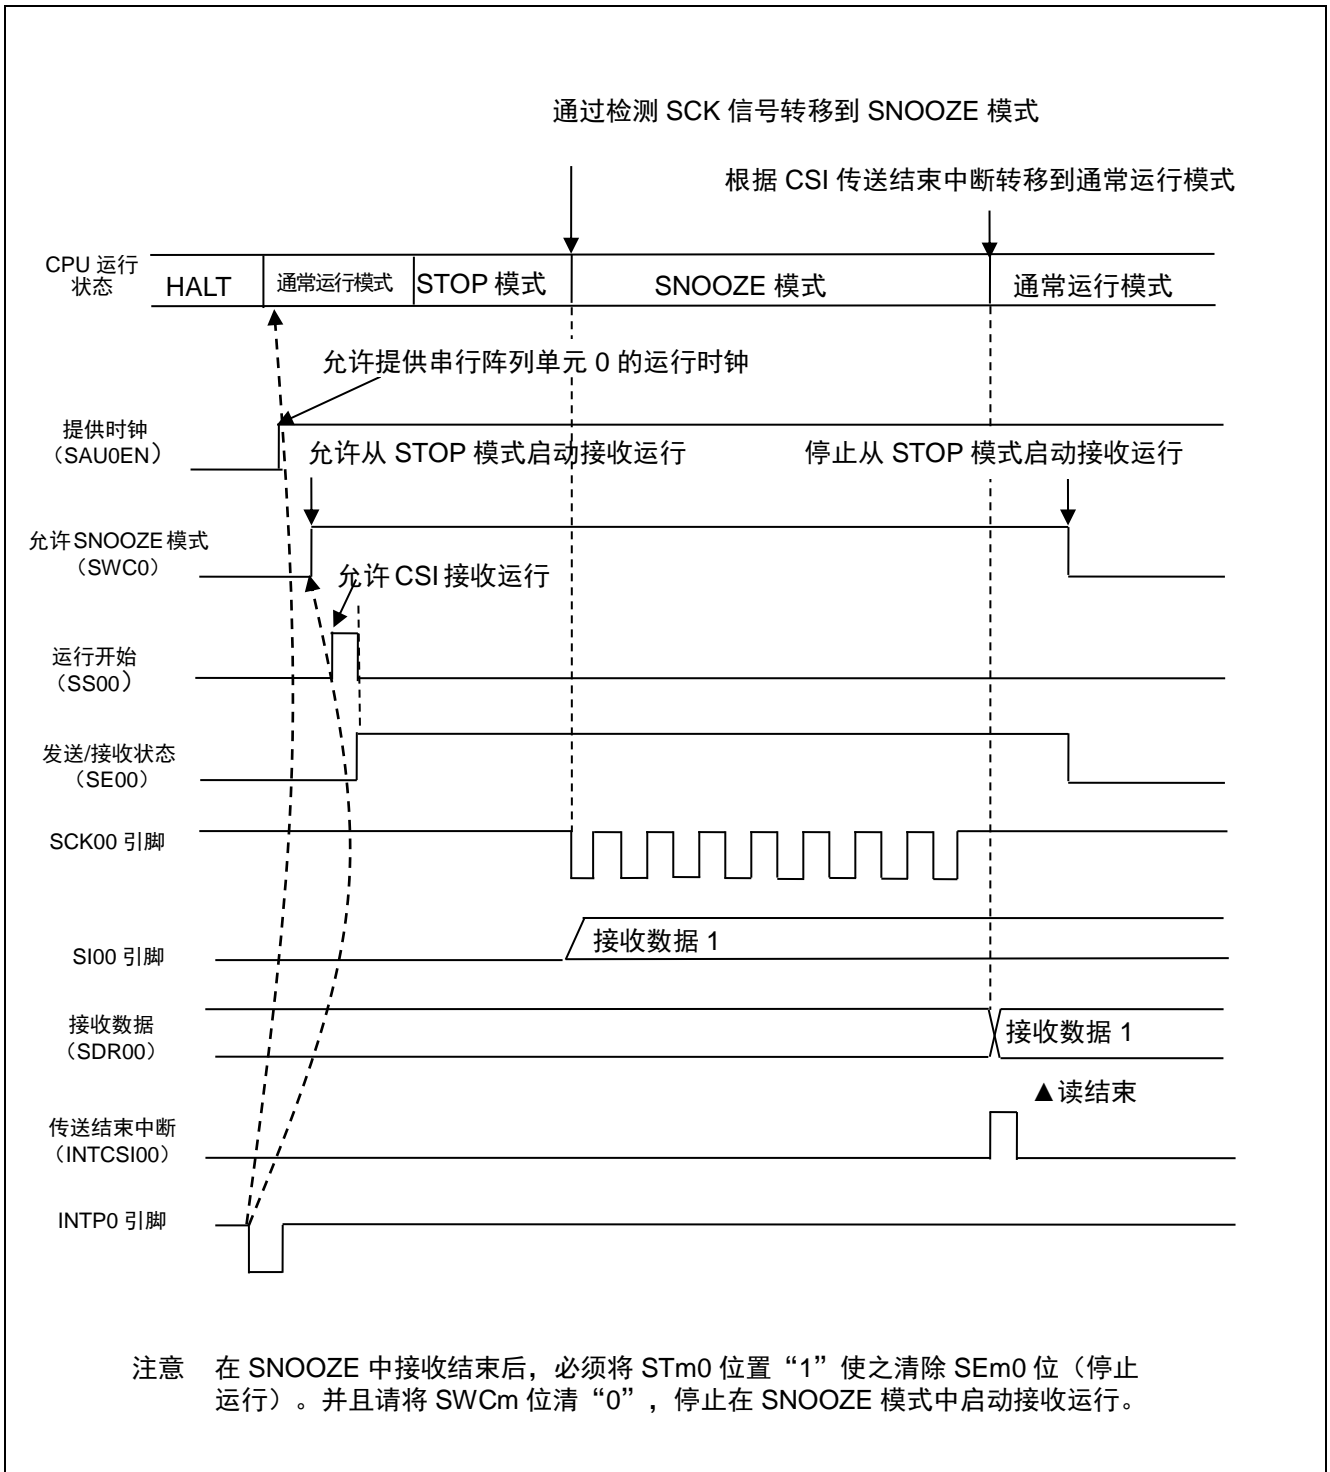 通过检测 SCK 信号转移到 SNOOZE 模式
根据 CSI 传送结束中断转移到通常运行模式
CPU 运行
状态
HALT
通常运行模式
STOP 模式
SNOOZE 模式
通常运行模式
允许提供串行阵列单元 0 的运行时钟
提供时钟
（SAU0EN）
允许从 STOP 模式启动接收运行
停止从 STOP 模式启动接收运行
允许SNOOZE模式
（SWC0）
允许 CSI 接收运行
运行开始
（SS00）
发送/接收状态
（SE00）
SCK00 引脚
SI00 引脚
接收数据 1
接收数据
（SDR00）
接收数据 1
▲读结束
传送结束中断
（INTCSI00）
INTP0 引脚
注意 在 SNOOZE 中接收结束后，必须将 STm0 位置“1”使之清除 SEm0 位（停止
运行）。并且请将 SWCm 位清“0”，停止在 SNOOZE 模式中启动接收运行。